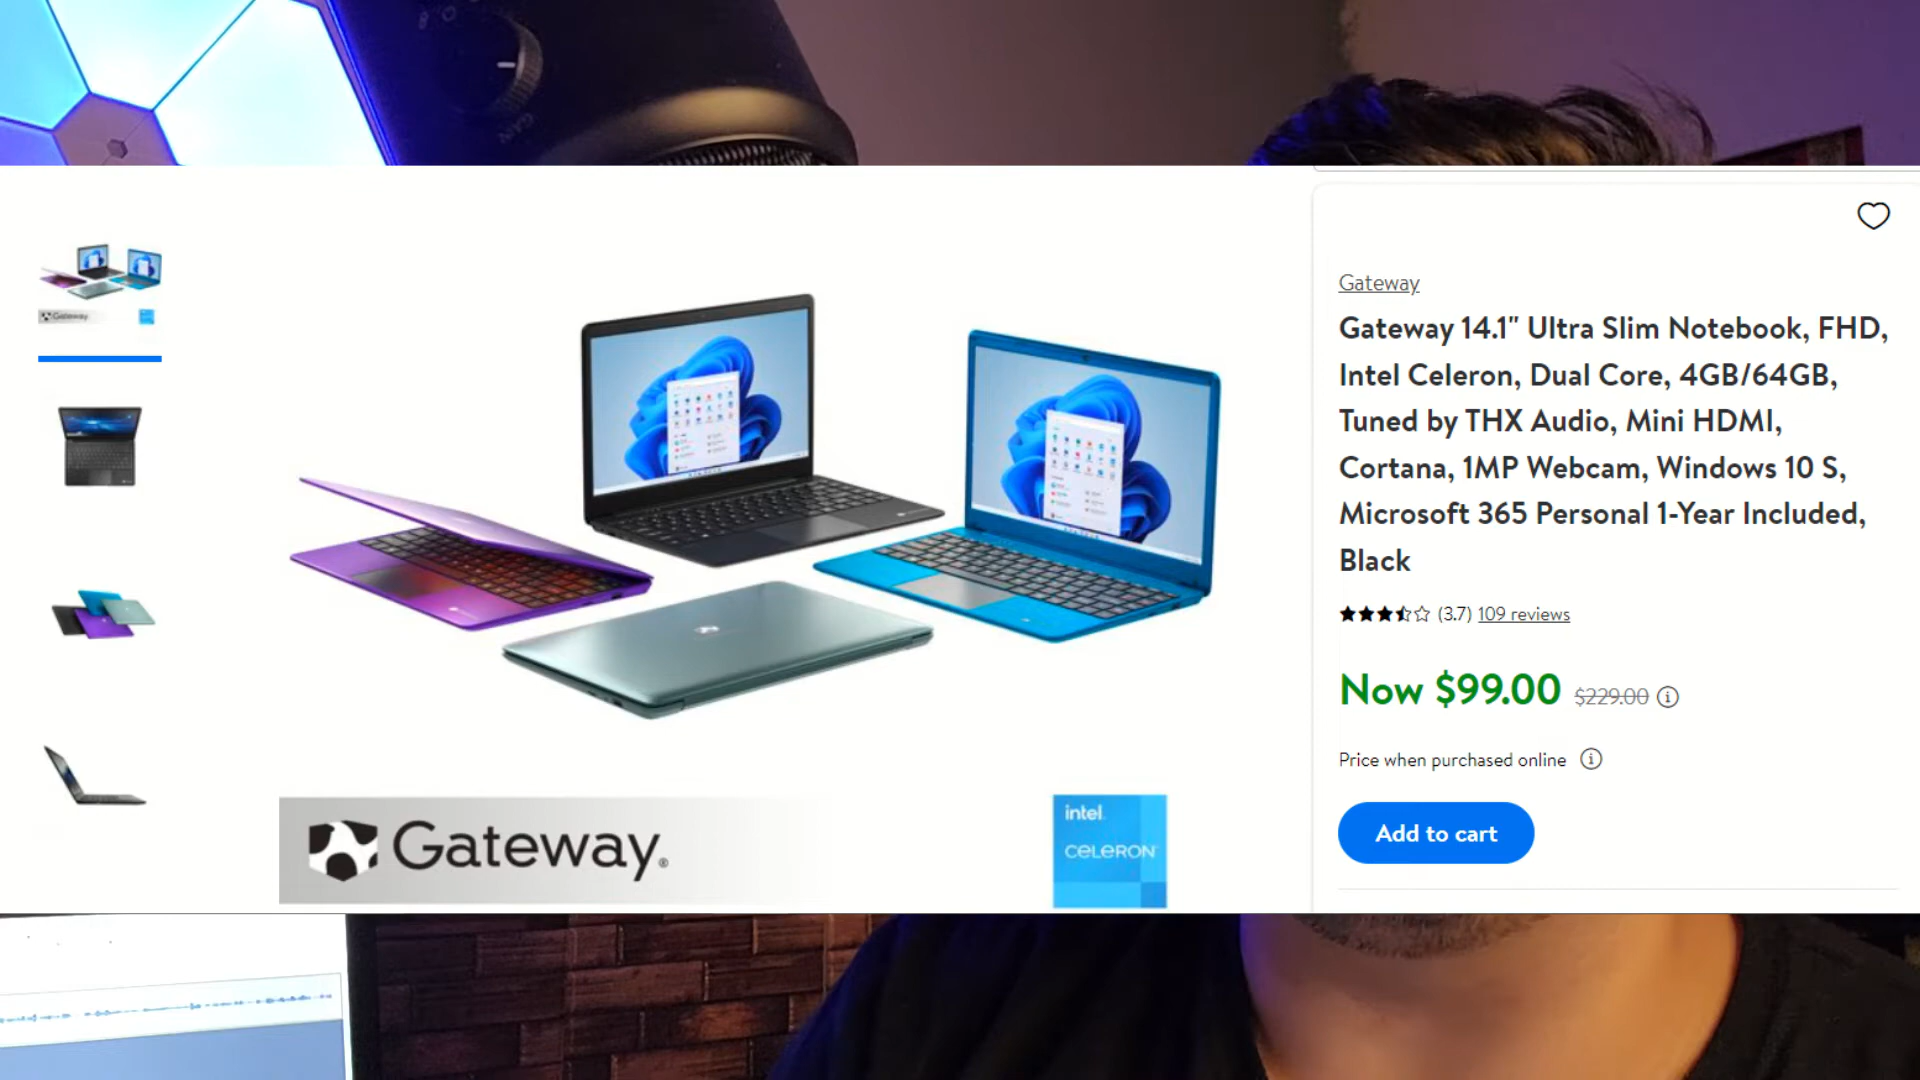 GAIN
Gateway
Gateway 14.1" Ultra Slim Notebook, FHD,
Intel Celeron, Dual Core, 4GB/64GB,
Tuned by THX Audio, Mini HDMI,
Cortana, 1MP Webcam, Windows 10 S,
Microsoft 365 Personal 1-Year Included,
Black
(3.7) 109 reviews
Now $99.00 $229.00
Price when purchased online
Add to cart
Gateway
Gateway®
intel
CELERON